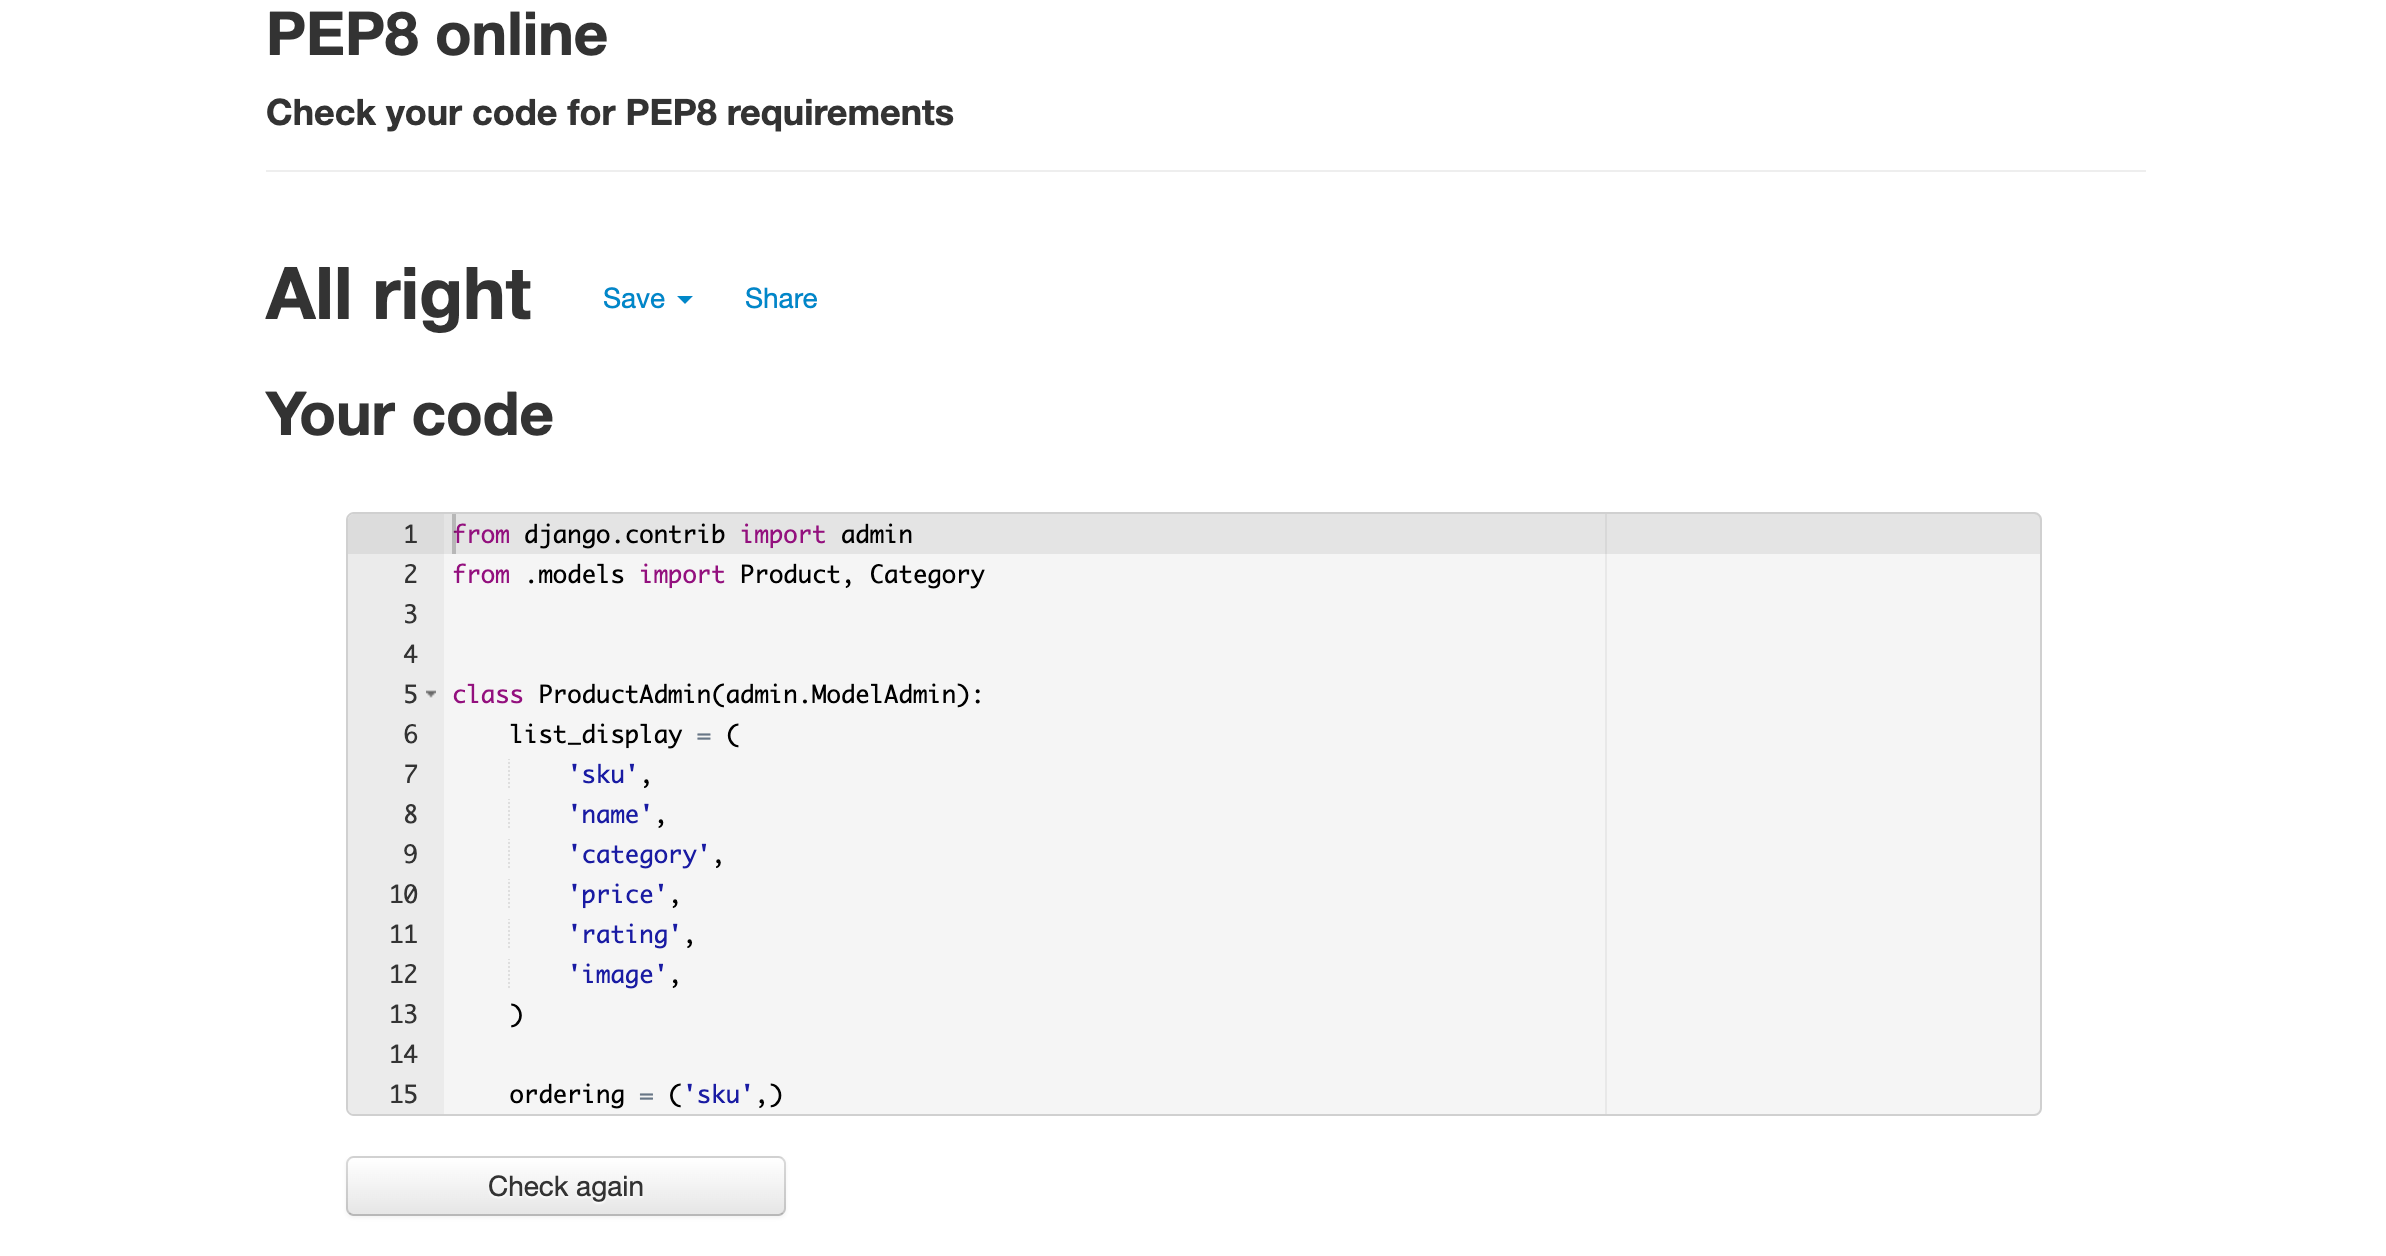 PEP8 online
Check your code for PEP8 requirements
All right Save Share
Your code
1 from django.contrib import admin
2 from .models import Product, Category
3
4
5 class ProductAdmin(admin.ModelAdmin):
6     list_display = (
7         'sku',
8         'name',
9         'category',
10         'price',
11         'rating',
12         'image',
13     )
14
15     ordering = ('sku',)
Check again